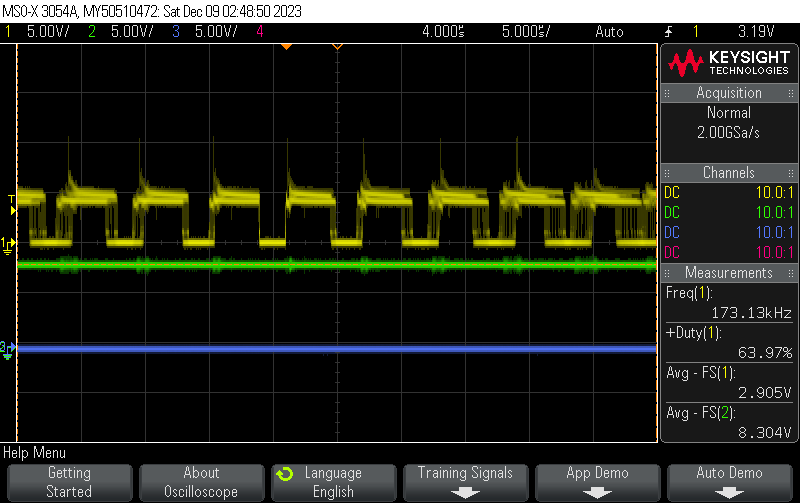 MSO-X 3054A, MY50510472: Sat Dec 09 02:48:50 2023
1 5.00V/ 2 5.00V/ 3 5.00V/ 4 4.000s/ 5.000s/ Auto 1 3.19V
KEYSIGHT
TECHNOLOGIES
Acquisition
Normal
2.00GSa/s
Channels
DC 10.0:1
DC 10.0:1
DC 10.0:1
DC 10.0:1
Measurements
Freq(1):
173.13kHz
+Duty(1):
63.97%
Avg - FS(1):
2.905V
Avg - FS(2):
8.304V
T
1
2
Help Menu
Getting
Started
About
Oscilloscope
Language
English
Training Signals
App Demo
Auto Demo